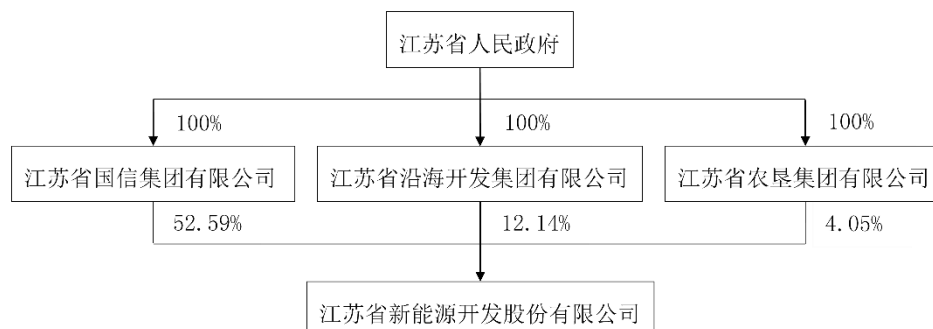 江苏省人民政府
100% 100% 100%
江苏省国信集团有限公司 江苏省沿海开发集团有限公司 江苏省农垦集团有限公司
52.59% 12.14% 4.05%
江苏省新能源开发股份有限公司